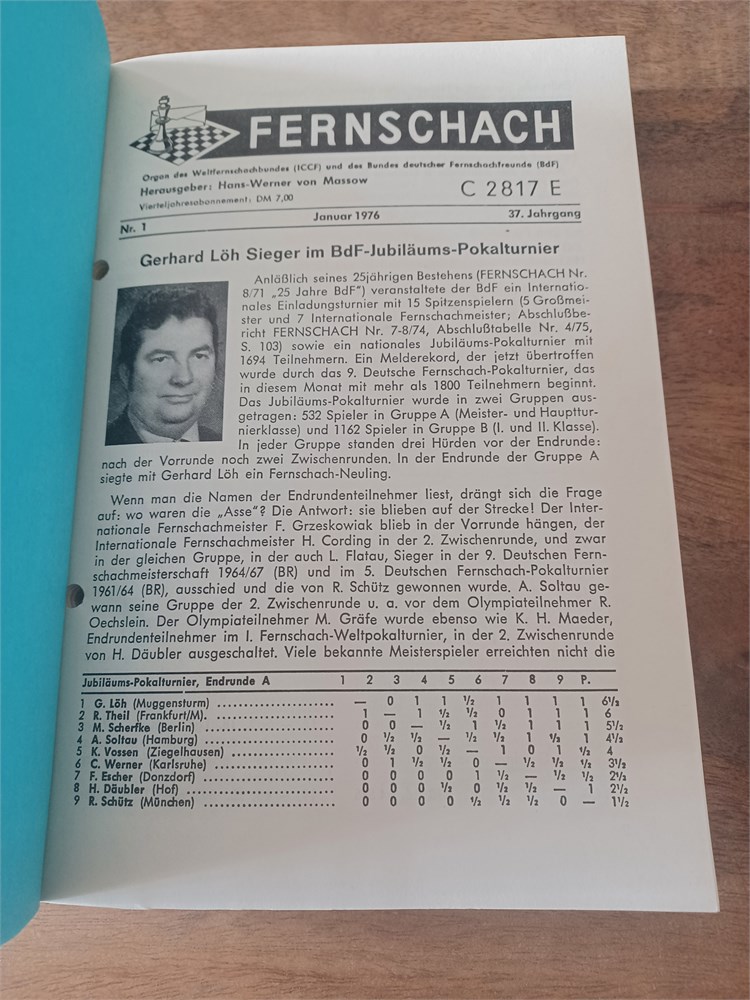 FERNSCHACH
Organ des Weltfernschachbundes (ICCF) und des Bundes deutscher Fernschachfreunde (BdF)
Herausgeber: Hans-Werner von Massow
C 2817 E
Vierteljahresabonnement: DM 7,00
Nr. 1 Januar 1976 37. Jahrgang
Gerhard Löh Sieger im BdF-Jubiläums-Pokalturnier
Anläßlich seines 25jährigen Bestehens (FERNSCHACH Nr.
8/71 „25 Jahre BdF") veranstaltete der BdF ein Internatio-
nales Einladungsturnier mit 15 Spitzenspielern (5 Großmei-
ster und 7 Internationale Fernschachmeister; Abschlußbe-
richt FERNSCHACH Nr. 7-8/74, Abschlußtabelle Nr. 4/75,
S. 103) sowie ein nationales Jubiläums-Pokalturnier mit
1694 Teilnehmern. Ein Melderekord, der jetzt übertroffen
wurde durch das 9. Deutsche Fernschach-Pokalturnier, das
in diesem Monat mit mehr als 1800 Teilnehmern beginnt.
Das Jubiläums-Pokalturnier wurde in zwei Gruppen aus-
getragen: 532 Spieler in Gruppe A (Meister- und Hauptur-
nierklasse) und 1162 Spieler in Gruppe B (I. und II. Klasse).
In jeder Gruppe standen drei Hürden vor der Endrunde:
nach der Vorrunde noch zwei Zwischenrunden. In der Endrunde der Gruppe A
siegte mit Gerhard Löh ein Fernschach-Neuling.
Wenn man die Namen der Endrundenteilnehmer liest, drängt sich die Frage
auf: wo waren die „Asse"? Die Antwort: sie blieben auf der Strecke! Der Inter-
nationale Fernschachmeister F. Grzeskowiak blieb in der Vorrunde hängen, der
Internationale Fernschachmeister H. Cording in der 2. Zwischenrunde, und zwar
in der gleichen Gruppe, in der auch L. Flatau, Sieger in der 9. Deutschen Fern-
schachmeisterschaft 1964/67 (BR) und im 5. Deutschen Fernschach-Pokalturnier
1961/64 (BR), ausschied und die von R. Schütz gewonnen wurde. A. Soltau ge-
wann seine Gruppe der 2. Zwischenrunde u. a. vor dem Olympiateilnehmer R.
Oechslein. Der Olympiateilnehmer M. Gräfe wurde ebenso wie K. H. Maeder,
Endrundenteilnehmer im I. Fernschach-Weltpokalturnier, in der 2. Zwischenrunde
von H. Däubler ausgeschaltet. Viele bekannte Meisterspieler erreichten nicht die
Jubiläums-Pokalturnier, Endrunde A 1 2 3 4 5 6 7 8 9 P.
1 G. Löh (Muggensturm) — 0 1 1 ½ 1 1 1 1 6½
2 R. Theil (Frankfurt/M). 1 — 1 ½ ½ 0 1 1 1 6
3 M. Scherfke (Berlin) 0 0 — ½ 1 ½ 1 1 1 5½
4 A. Soltau (Hamburg) 0 ½ ½ — ½ ½ 1 ½ 1 4½
5 K. Vossen (Ziegelhausen) ½ ½ 0 ½ — 1 0 1 ½ 4
6 C. Werner (Karlsruhe) 0 1 ½ ½ 0 — ½ ½ ½ 3½
7 F. Escher (Donzdorf) 0 0 0 0 1 ½ — ½ ½ 2½
8 H. Däubler (Hof) 0 0 0 ½ 0 ½ ½ — 1 2½
9 R. Schütz (München) 0 0 0 0 ½ ½ ½ 0 — 1½